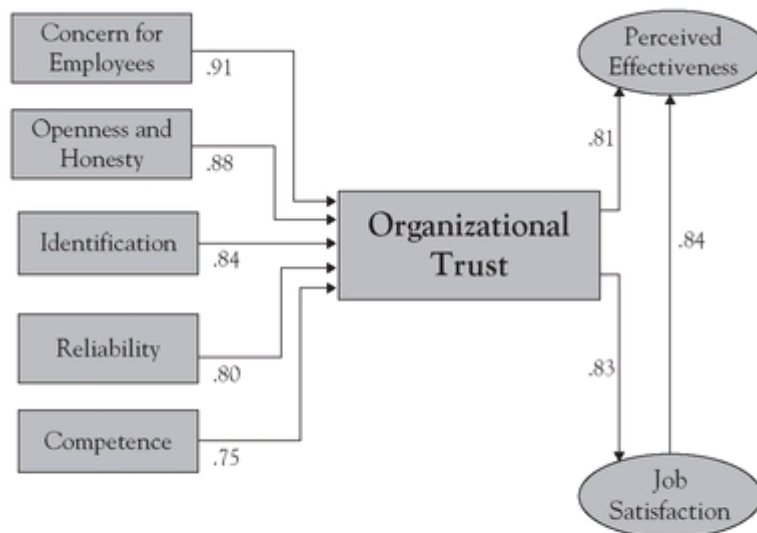 Concern for
Employees
.91
Openness and
Honesty
.88
Identification
.84
Reliability
.80
Competence
.75
Organizational
Trust
.81
.83
Perceived
Effectiveness
.84
Job
Satisfaction